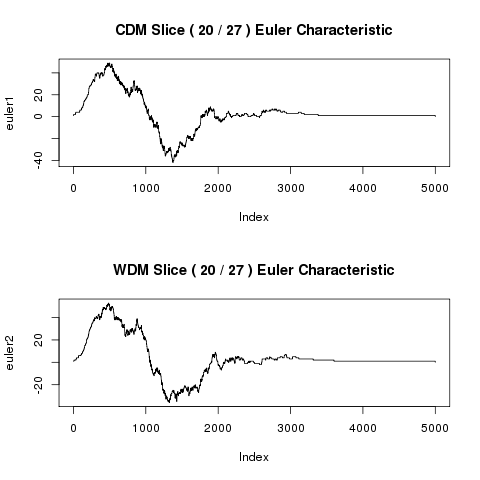 CDM Slice ( 20 / 27 ) Euler Characteristic
euler1
20
0
-40
0 1000 2000 3000 4000 5000
Index
WDM Slice ( 20 / 27 ) Euler Characteristic
euler2
20
-20
0 1000 2000 3000 4000 5000
Index